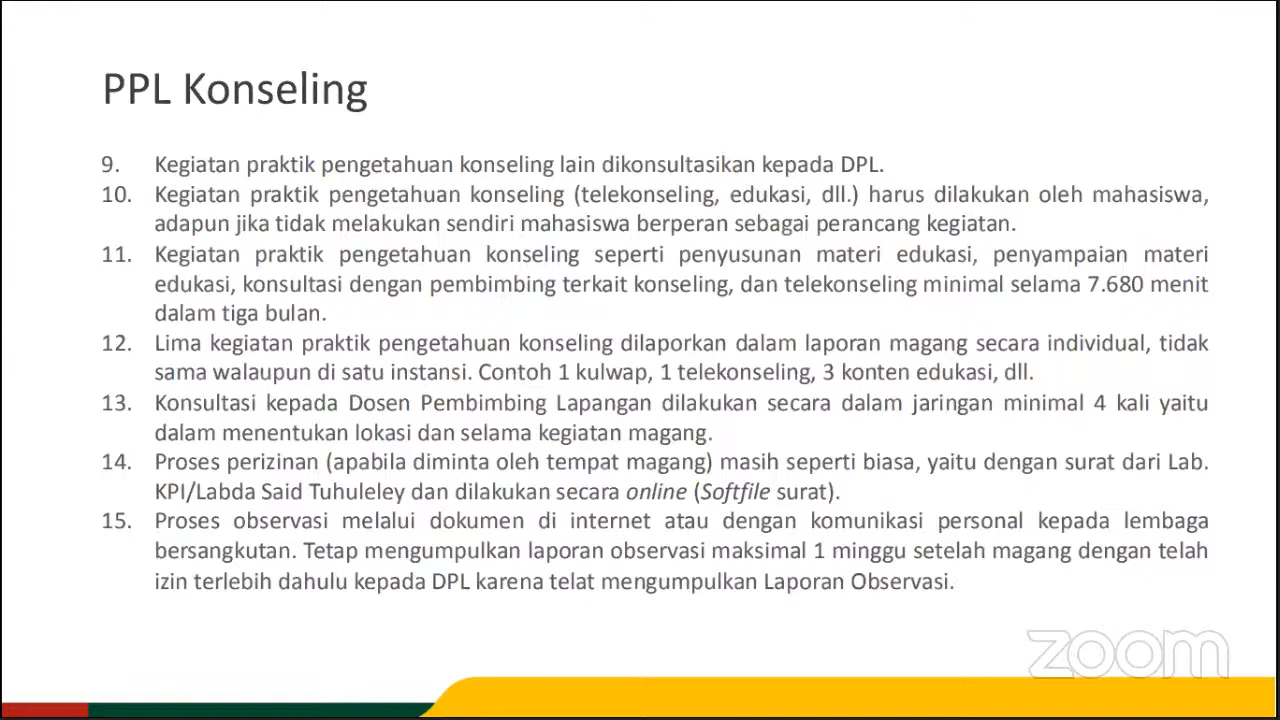 PPL Konseling
9. Kegiatan praktik pengetahuan konseling lain dikonsultasikan kepada DPL.
10. Kegiatan praktik pengetahuan konseling (telekonseling, edukasi, dll.) harus dilakukan oleh mahasiswa,
adapun jika tidak melakukan sendiri mahasiswa berperan sebagai perancang kegiatan.
11. Kegiatan praktik pengetahuan konseling seperti penyusunan materi edukasi, penyampaian materi
edukasi, konsultasi dengan pembimbing terkait konseling, dan telekonseling minimal selama 7.680 menit
dalam tiga bulan.
12. Lima kegiatan praktik pengetahuan konseling dilaporkan dalam laporan magang secara individual, tidak
sama walaupun di satu instansi. Contoh 1 kulwap, 1 telekonseling, 3 konten edukasi, dll.
13. Konsultasi kepada Dosen Pembimbing Lapangan dilakukan secara dalam jaringan minimal 4 kali yaitu
dalam menentukan lokasi dan selama kegiatan magang.
14. Proses perizinan (apabila diminta oleh tempat magang) masih seperti biasa, yaitu dengan surat dari Lab.
KPI/Labda Said Tuhuleley dan dilakukan secara online (Softfile surat).
15. Proses observasi melalui dokumen di internet atau dengan komunikasi personal kepada lembaga
bersangkutan. Tetap mengumpulkan laporan observasi maksimal 1 minggu setelah magang dengan telah
izin terlebih dahulu kepada DPL karena telat mengumpulkan Laporan Observasi.
zoom